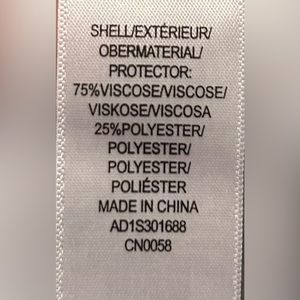 SHELL/EXTÉRIEUR/
OBERMATERIAL/
PROTECTOR:
75%VISCOSE/VISCOSE/
VISKOSE/VISCOSA
25%POLYESTER/
POLYESTER/
POLYESTER/
POLIÉSTER
MADE IN CHINA
AD1S301688
CN0058